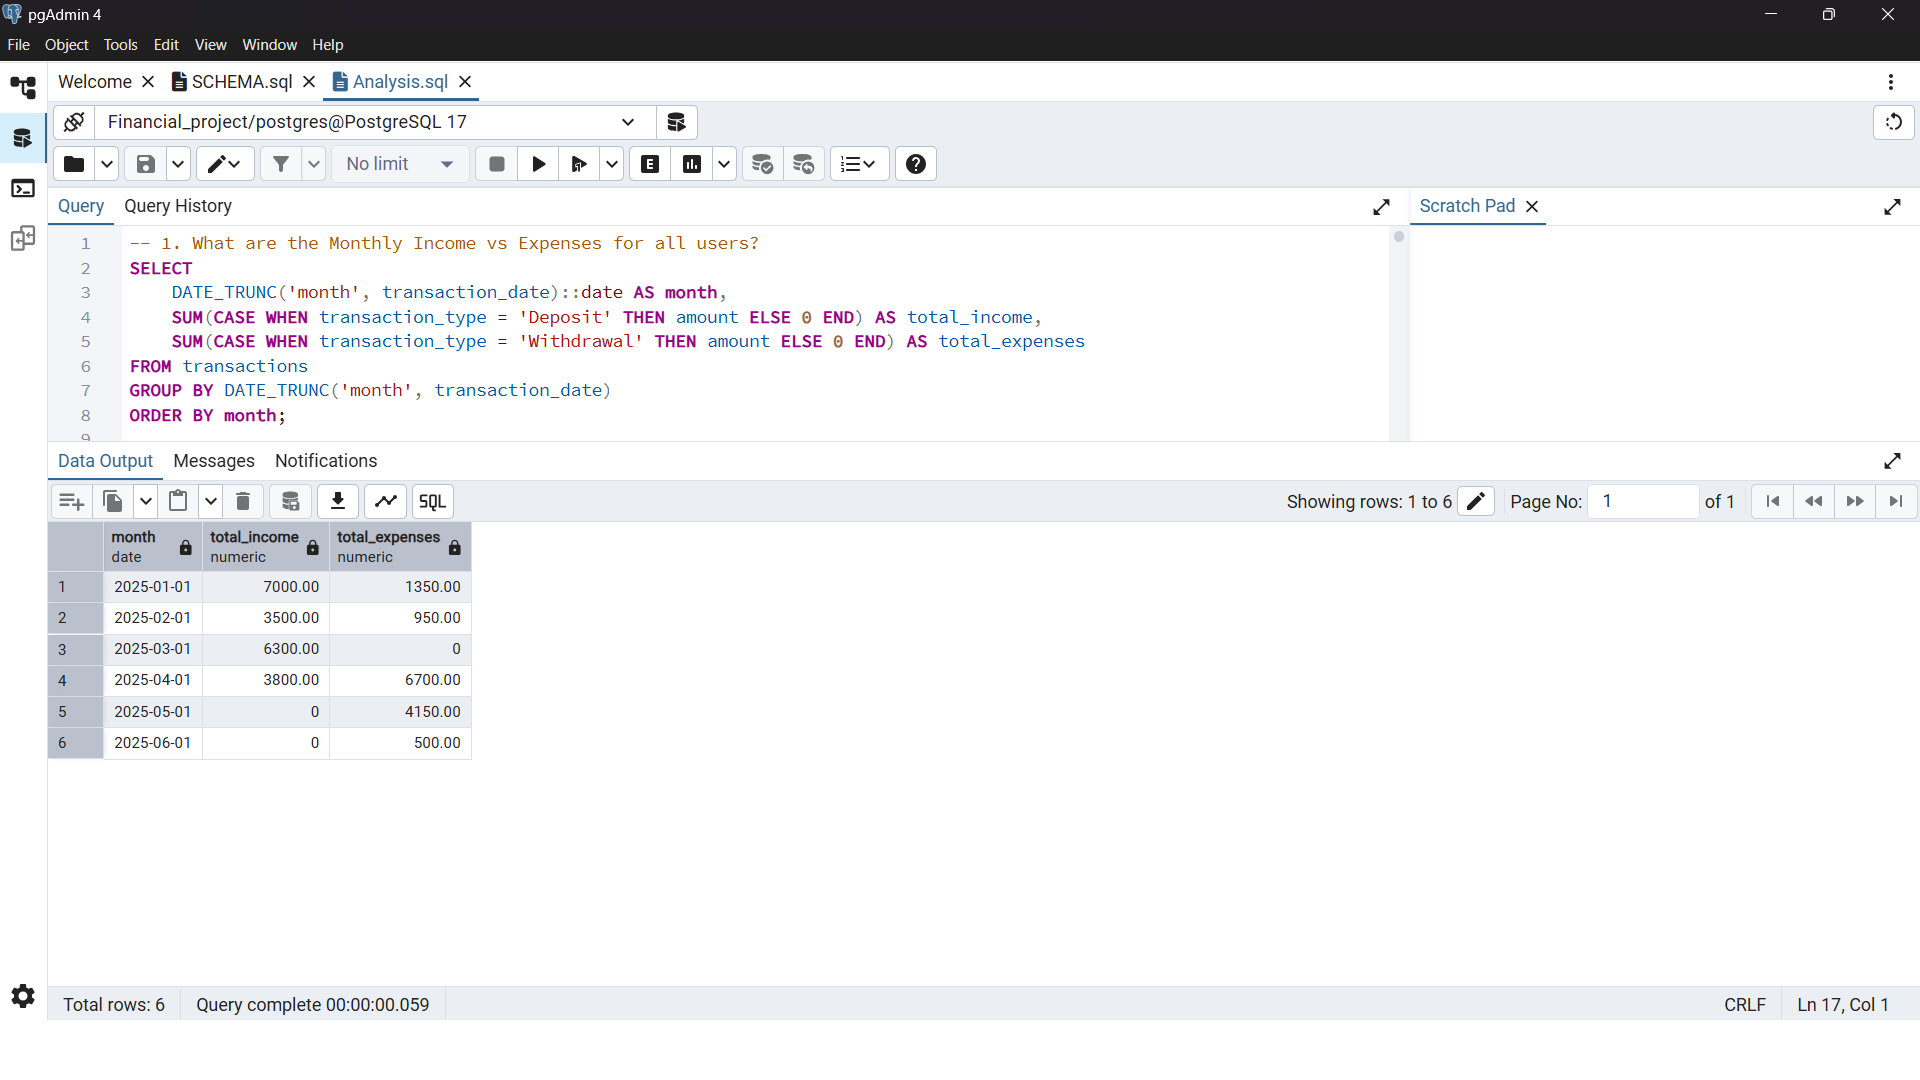 pgAdmin 4
File Object Tools Edit View Window Help
Welcome SCHEMA.sql Analysis.sql
Financial_project/postgres@PostgreSQL 17
No limit E
Query Query History Scratch Pad
1 -- 1. What are the Monthly Income vs Expenses for all users?
2 SELECT
3 DATE_TRUNC('month', transaction_date)::date AS month,
4 SUM(CASE WHEN transaction_type = 'Deposit' THEN amount ELSE 0 END) AS total_income,
5 SUM(CASE WHEN transaction_type = 'Withdrawal' THEN amount ELSE 0 END) AS total_expenses
6 FROM transactions
7 GROUP BY DATE_TRUNC('month', transaction_date)
8 ORDER BY month;
9
Data Output Messages Notifications
SQL Showing rows: 1 to 6 Page No: 1 of 1
month total_income total_expenses
date numeric numeric
1 2025-01-01 7000.00 1350.00
2 2025-02-01 3500.00 950.00
3 2025-03-01 6300.00 0
4 2025-04-01 3800.00 6700.00
5 2025-05-01 0 4150.00
6 2025-06-01 0 500.00
Total rows: 6 Query complete 00:00:00.059 CRLF Ln 17, Col 1